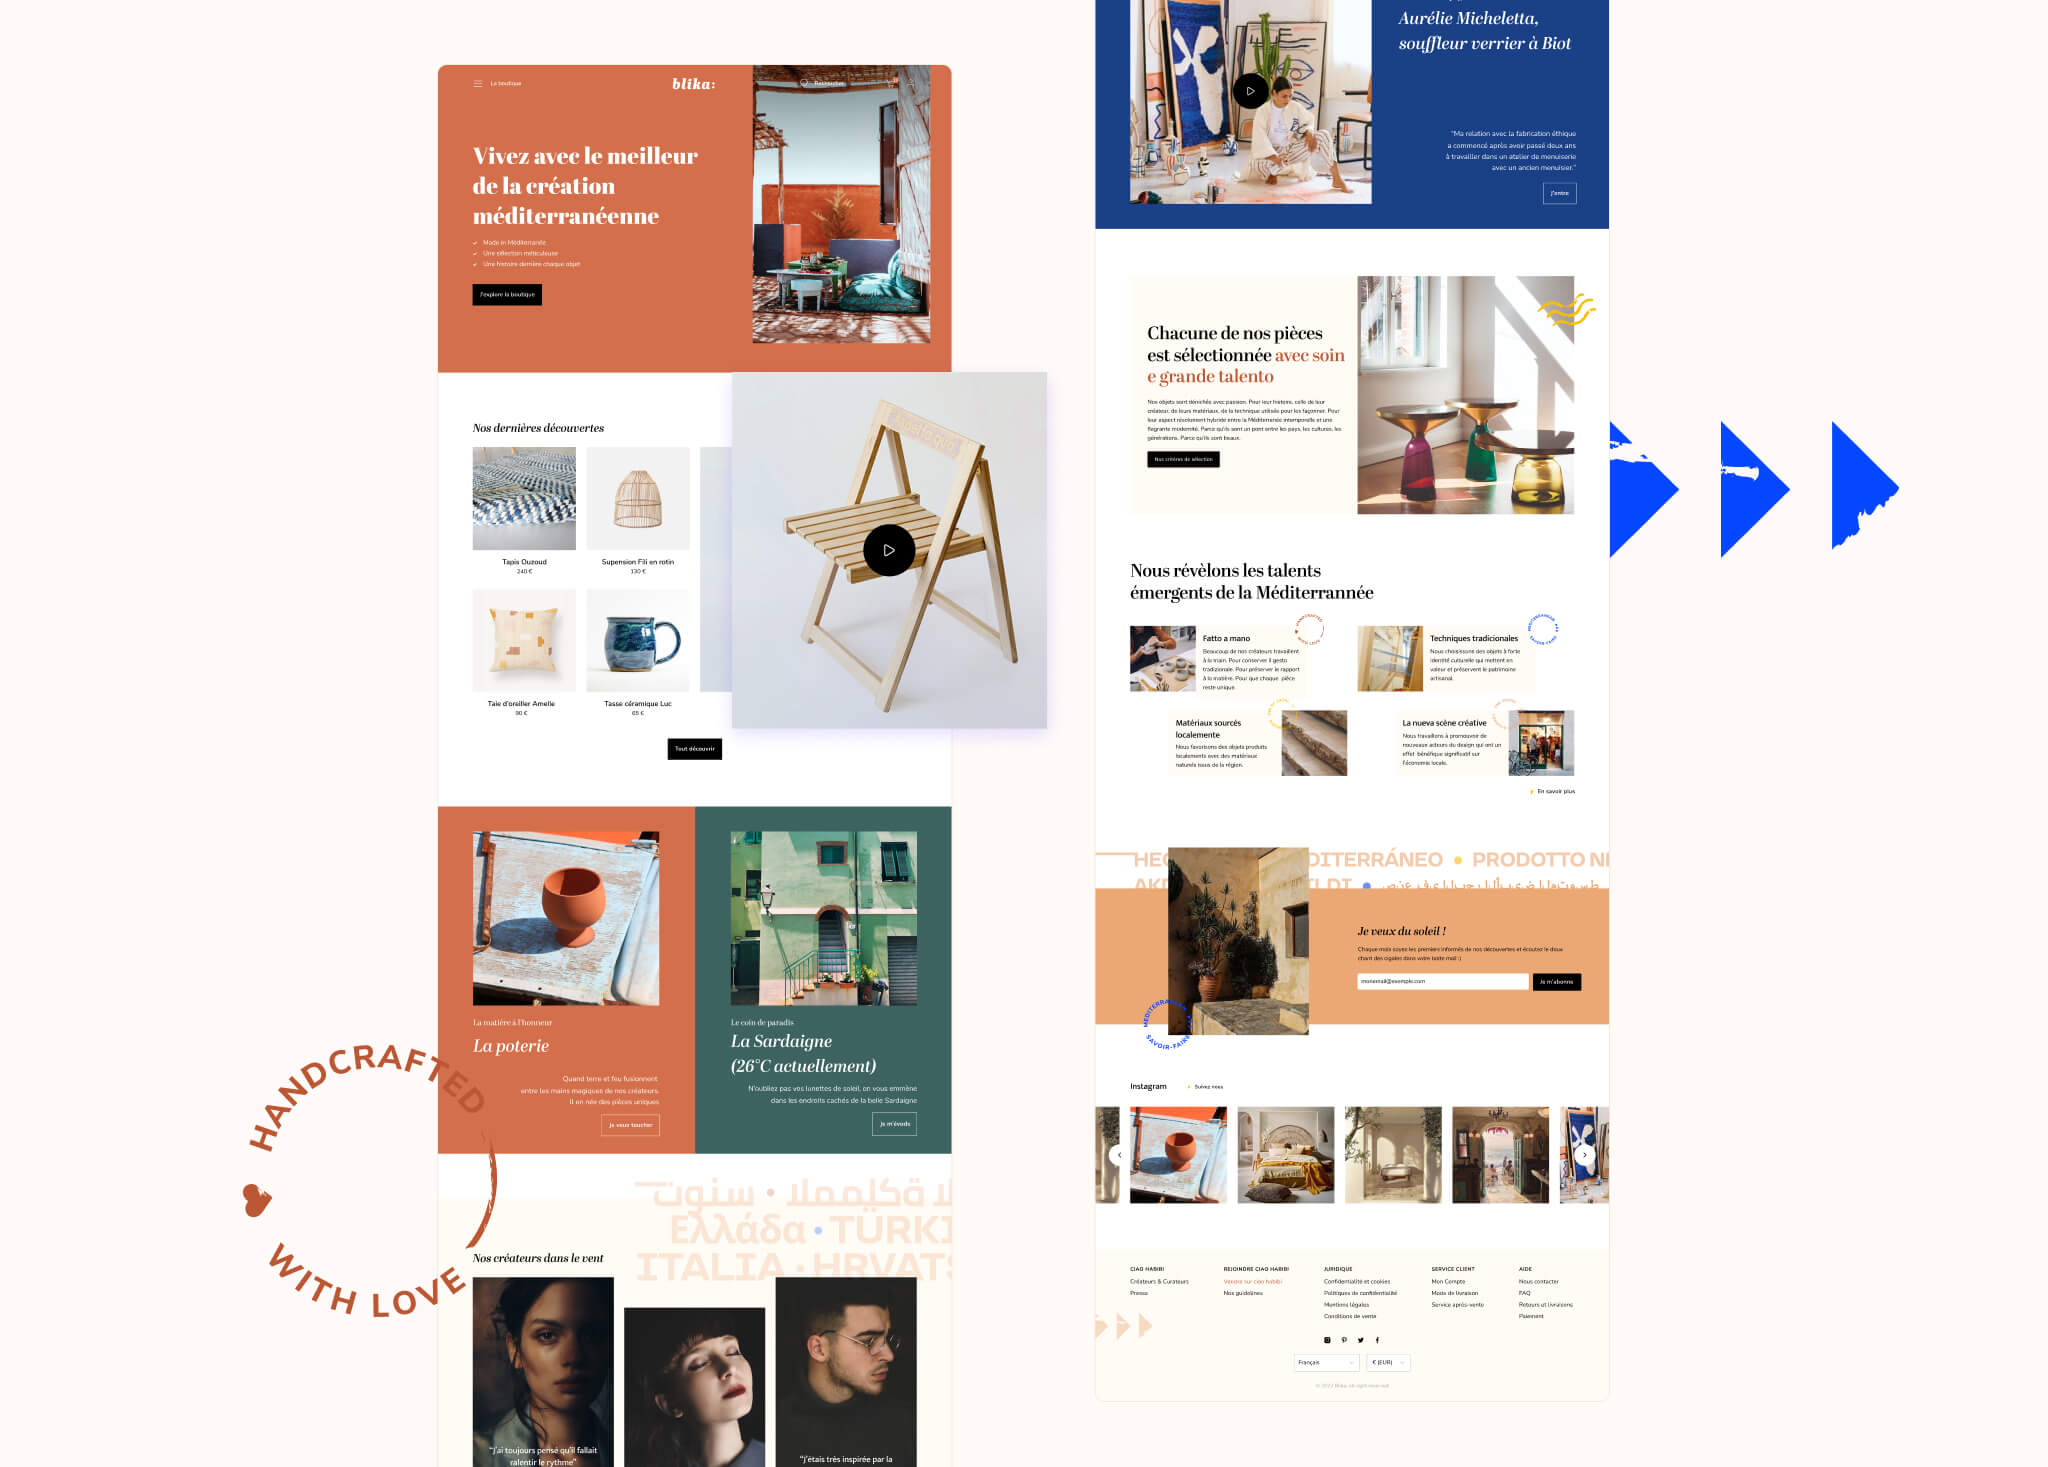 La boutique
blika:
Rechercher
Vivez avec le meilleur
de la création
méditerranéenne
Made in Méditerranée
Une sélection méticuleuse
Une histoire derrière chaque objet
J'explore la boutique
Nos dernières découvertes
Tapis Ouzoud
240 €
Supension Fili en rotin
130 €
Taie d'oreiller Amelle
90 €
Tasse céramique Luc
65 €
Tout découvrir
La matière à l'honneur
La poterie
Quand terre et feu fusionnent
entre les mains magiques de nos créateurs.
Il en née des pièces uniques
Je veux toucher
Le coin de paradis
La Sardaigne
(26°C actuellement)
N'oubliez pas vos lunettes de soleil, on vous emmène
dans les endroits cachés de la belle Sardaigne
Je m'évade
HANDCRAFTED
WITH LOVE
Ελλάδα • TÜRKI
ITALIA · HRVATS
Nos créateurs dans le vent
"j'ai toujours pensé qu'il fallait
ralentir le rythme"
"j'étais très inspirée par la
Aurélie Micheletta,
souffleur verrier à Biot
"Ma relation avec la fabrication éthique
a commencé après avoir passé deux ans
à travailler dans un atelier de menuiserie
avec un ancien menuisier."
J'entre
Chacune de nos pièces
est sélectionnée avec soin
e grande talento
Nos objets sont dénichés avec passion. Pour leur histoire, celle de leur
créateur, de leurs matériaux, de la technique utilisée pour les façonner. Pour
leur aspect résolument hybride entre la Méditerranée intemporelle et une
flagrante modernité. Parce qu'ils sont un pont entre les pays, les cultures, les
générations. Parce qu'ils sont beaux.
Nos critères de sélection
Nous révèlons les talents
émergents de la Méditerrannée
Fatto a mano
Beaucoup de nos créateurs travaillent
à la main. Pour conserver il gesto
tradizionale. Pour préserver le rapport
à la matière. Pour que chaque pièce
reste unique
HANDCRAFTED
WITH LOVE
Techniques tradicionales
Nous choisissons des objets à forte
identité culturelle qui mettent en
valeur et préservent le patrimoine
artisanal.
Matériaux sourcés
localemente
Nous favorisons des objets produits
localements avec des matériaux
naturels issus de la région.
La nueva scène créative
Nous travaillons à promouvoir de
nouveaux acteurs du design qui ont un
effet bénéfique significatif sur
l'économie locale.
En savoir plus
HEC
DITERRÁNEO • PRODOTTO NE
Je veux du soleil !
Chaque mois soyez les premiers informés de nos découvertes et écoutez le doux
chant des cigales dans votre boite mail :)
monemail@exemple.com
Je m'abonne
SAVOIR-FAIRE
Instagram
Suivez nous
CIAO HABIBI
Créateurs & Curateurs
Presse
REJOINDRE CIAO HABIBI
Vendre sur ciao habibi
Nos guidelines
JURIDIQUE
Confidentialité et cookies
Politiques de confidentialité
Mentions légales
Conditions de vente
SERVICE CLIENT
Mon Compte
Mode de livraison
Service après-vente
AIDE
Nous contacter
FAQ
Retours et livraisons
Paiement
Français
€ (EUR)
© 2022 Blika. All right reserved